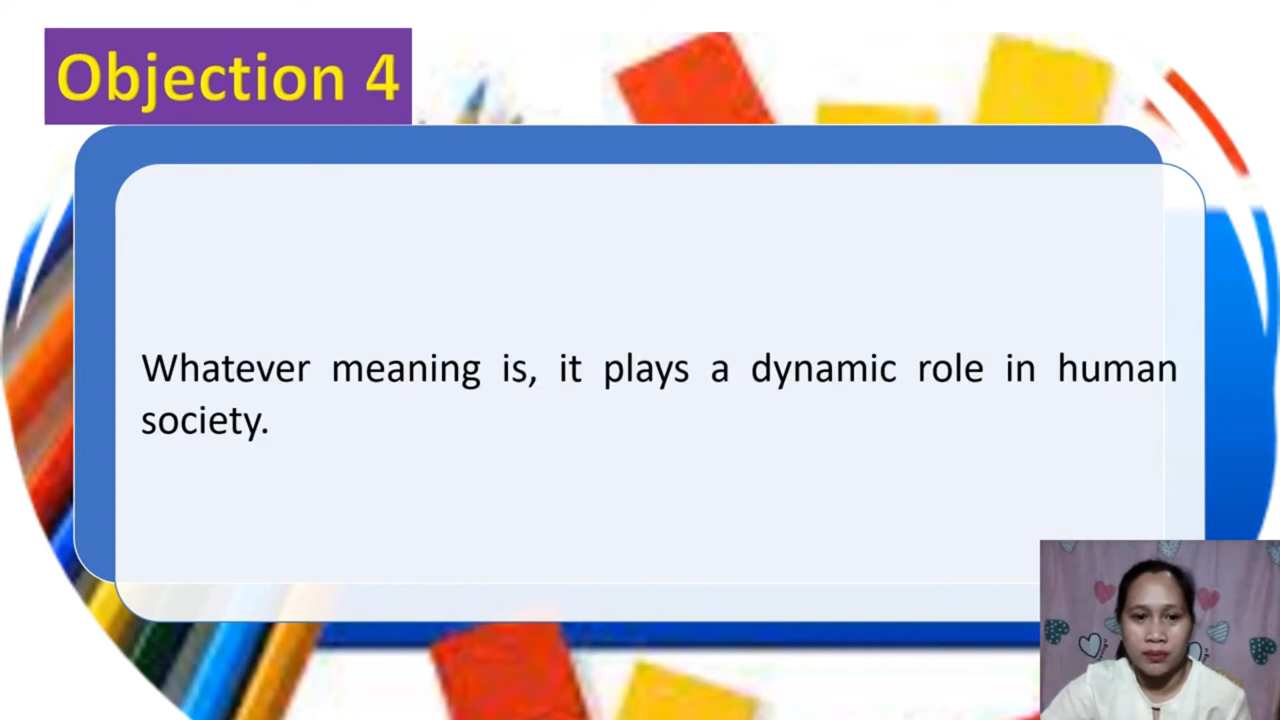 Objection 4
Whatever meaning is, it plays a dynamic role in human
society.